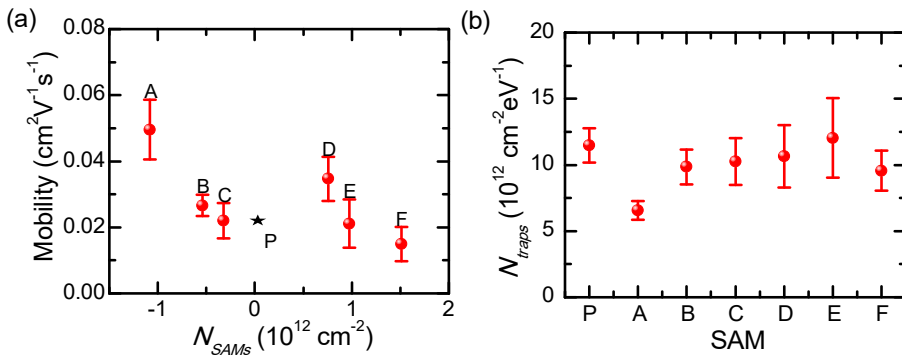 (a)
0.08
0.06
0.04
0.02
0.00
Mobility (cm²V⁻¹s⁻¹)
A
B
C
D
E
F
P
-1
0
1
2
N_SAMs (10¹² cm⁻²)
(b)
20
15
10
5
0
N_traps (10¹² cm⁻²eV⁻¹)
P A B C D E F
SAM